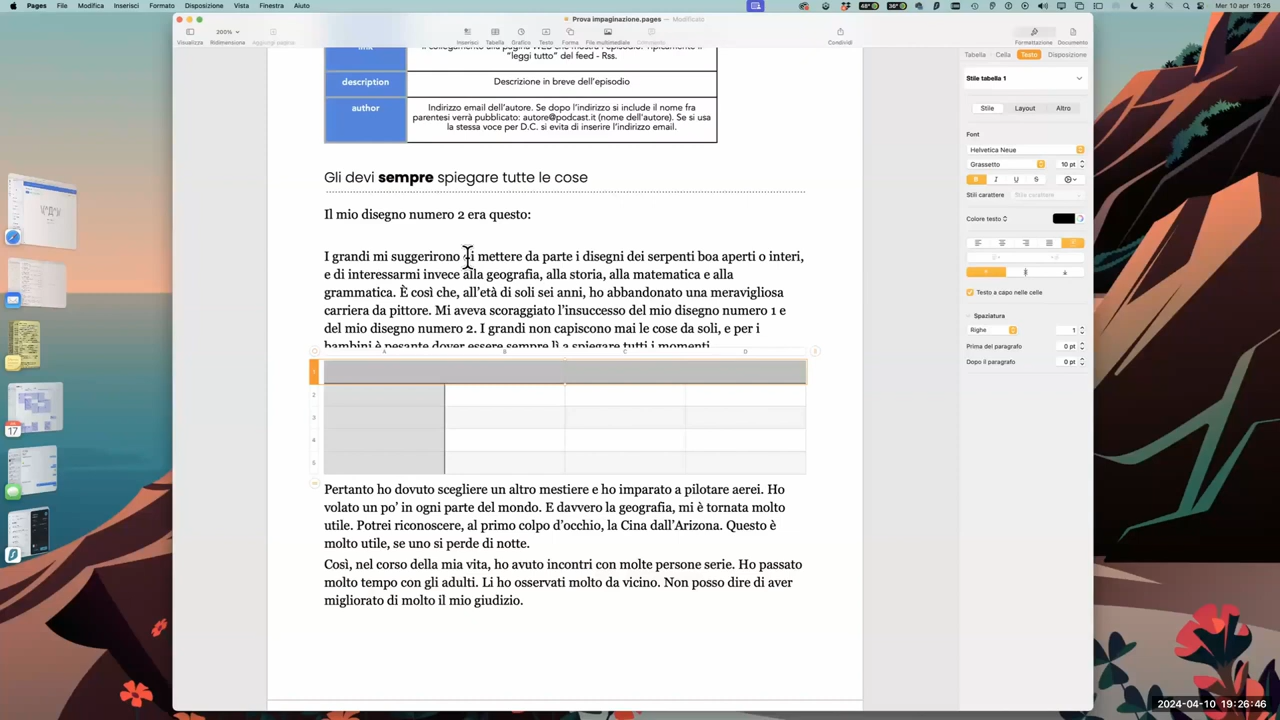 Pages File Modifica Inserisci Formato Disposizione Vista Finestra Aiuto
48° 36° Mer 10 apr 19:26
Prova impaginazione.pages — Modificato
200%
Visualizza Ridimensiona Aggiungi pagina Inserisci Tabella Grafico Testo Forma File multimediale Commento Condividi Formattazione Documento
Tabella Cella Testo Disposizione
"leggi tutto" del feed - Rss.
description Descrizione in breve dell'episodio
author Indirizzo email dell'autore. Se dopo l'indirizzo si include il nome fra
parentesi verrà pubblicato: autore@podcast.it (nome dell'autore). Se si usa
la stessa voce per D.C. si evita di inserire l'indirizzo email.
Gli devi sempre spiegare tutte le cose
Il mio disegno numero 2 era questo:
I grandi mi suggerirono di mettere da parte i disegni dei serpenti boa aperti o interi,
e di interessarmi invece alla geografia, alla storia, alla matematica e alla
grammatica. È così che, all'età di soli sei anni, ho abbandonato una meravigliosa
carriera da pittore. Mi aveva scoraggiato l'insuccesso del mio disegno numero 1 e
del mio disegno numero 2. I grandi non capiscono mai le cose da soli, e per i
bambini è pesante dover essere sempre lì a spiegare tutti i momenti.
A B C D
1
2
3
4
5
Pertanto ho dovuto scegliere un altro mestiere e ho imparato a pilotare aerei. Ho
volato un po' in ogni parte del mondo. E davvero la geografia, mi è tornata molto
utile. Potrei riconoscere, al primo colpo d'occhio, la Cina dall'Arizona. Questo è
molto utile, se uno si perde di notte.
Così, nel corso della mia vita, ho avuto incontri con molte persone serie. Ho passato
molto tempo con gli adulti. Li ho osservati molto da vicino. Non posso dire di aver
migliorato di molto il mio giudizio.
Stile tabella 1
Stile Layout Altro
Font
Helvetica Neue
Grassetto 10 pt
B I U S
Stili carattere
Colore testo
Testo a capo nelle celle
Spaziatura
Righe 1
Prima del paragrafo 0 pt
Dopo il paragrafo 0 pt
17
2024-04-10 19:26:46